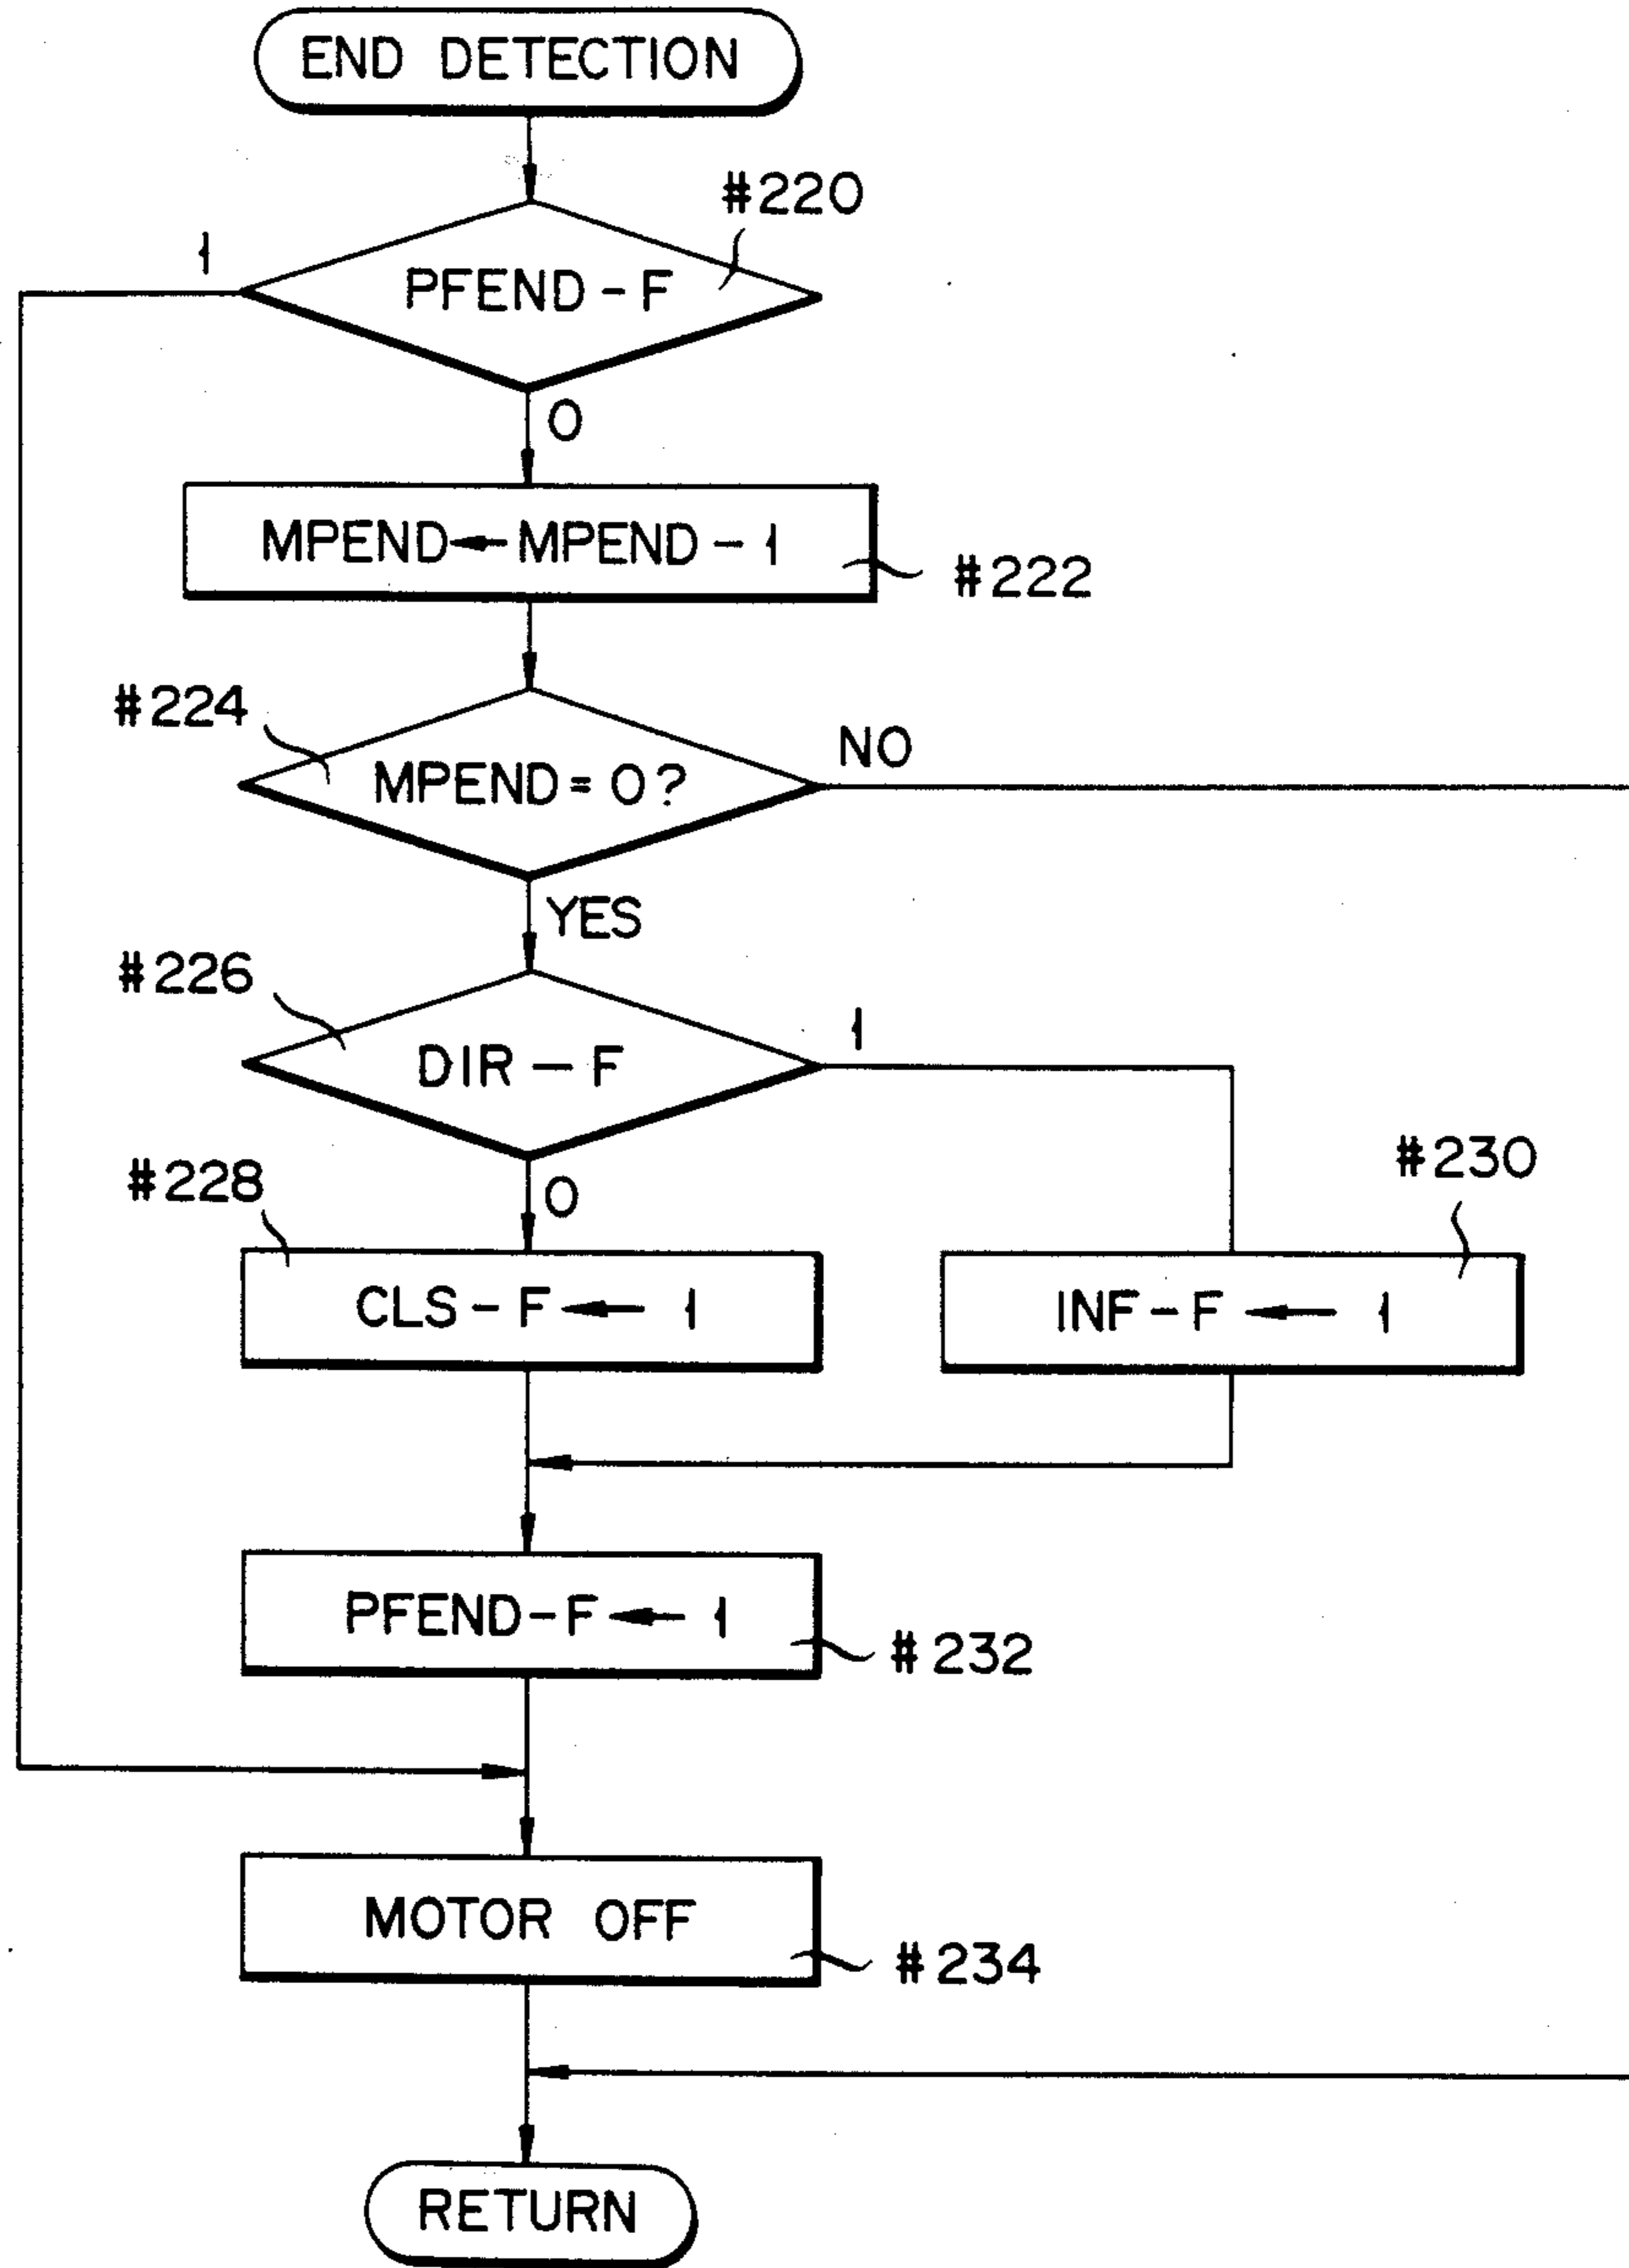 END DETECTION
#220
1
PFEND-F
0
MPEND←MPEND-1
#222
#224
NO
MPEND=0?
YES
#226
1
DIR-F
#230
#228
0
CLS-F←1
INF-F←1
PFEND-F←1
#232
MOTOR OFF
#234
RETURN